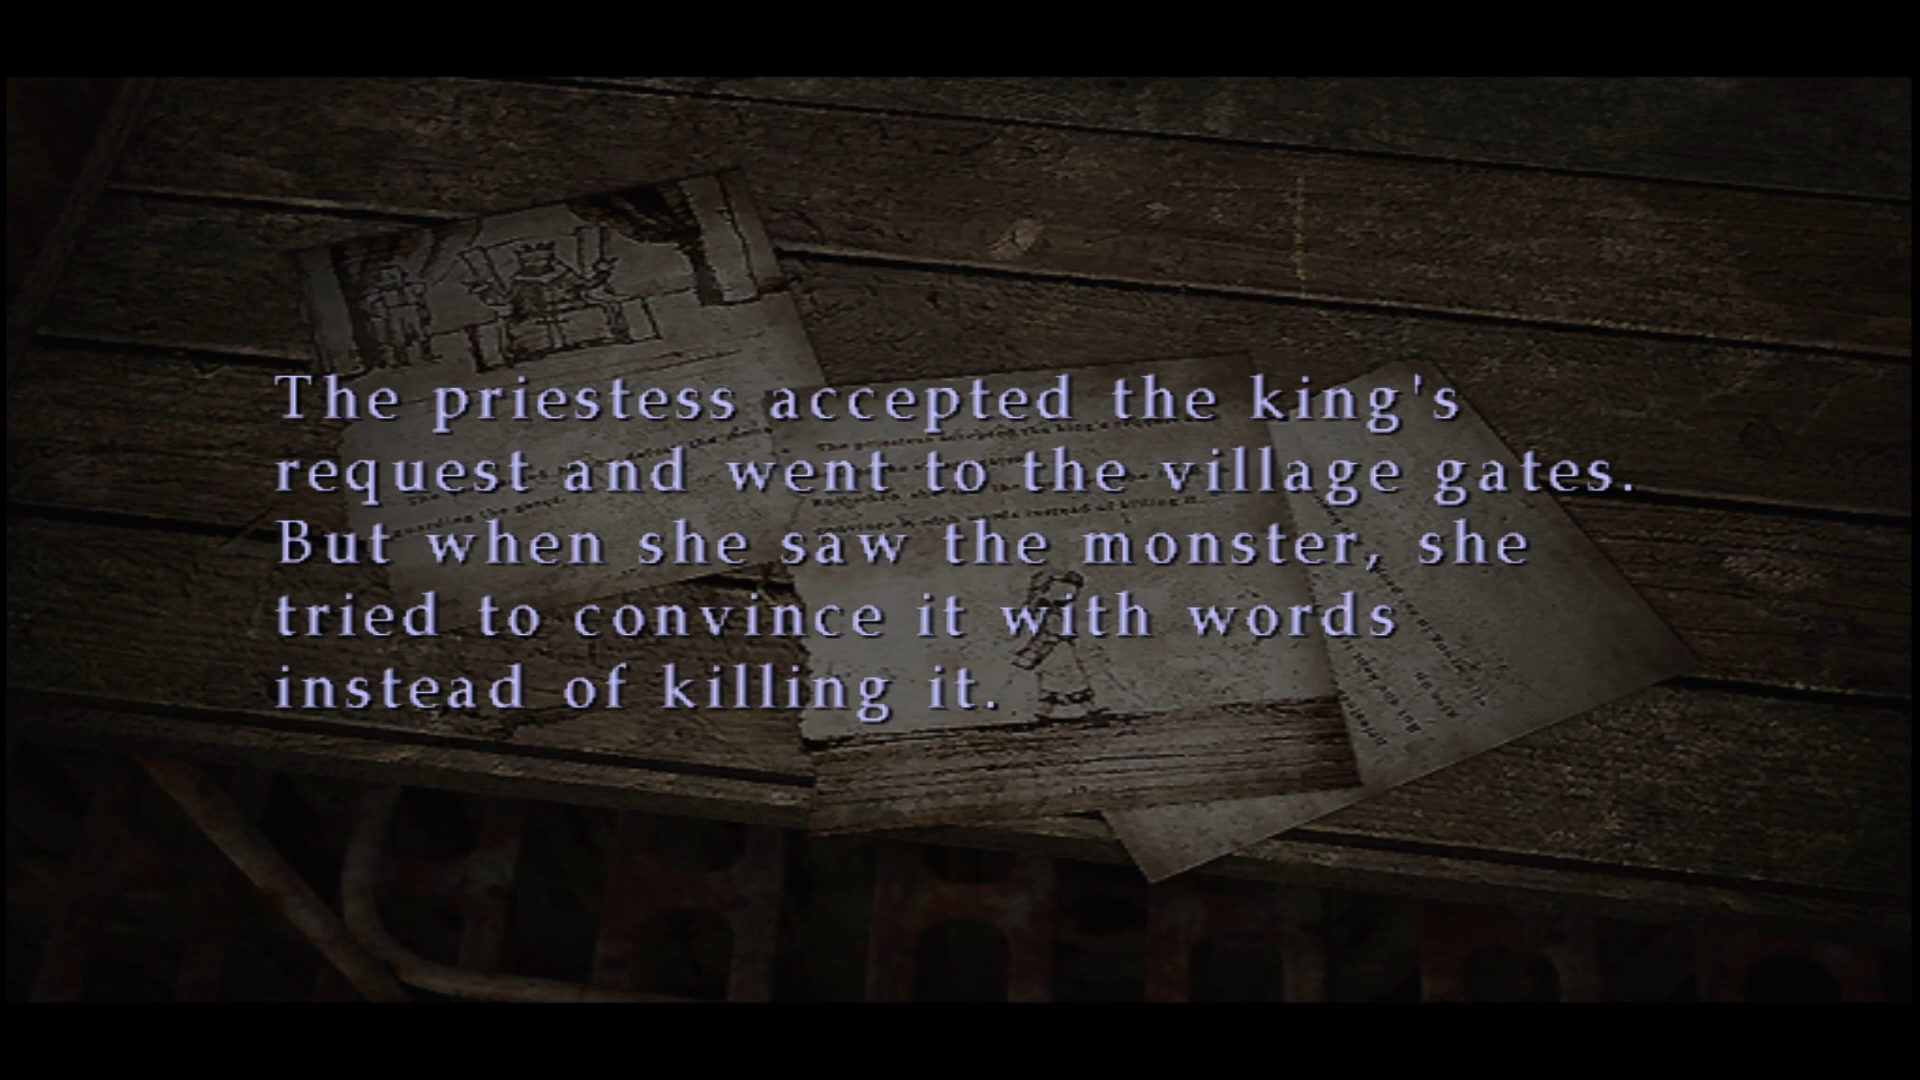 The priestess accepted the king's
request and went to the village gates.
But when she saw the monster, she
tried to convince it with words
instead of killing it.